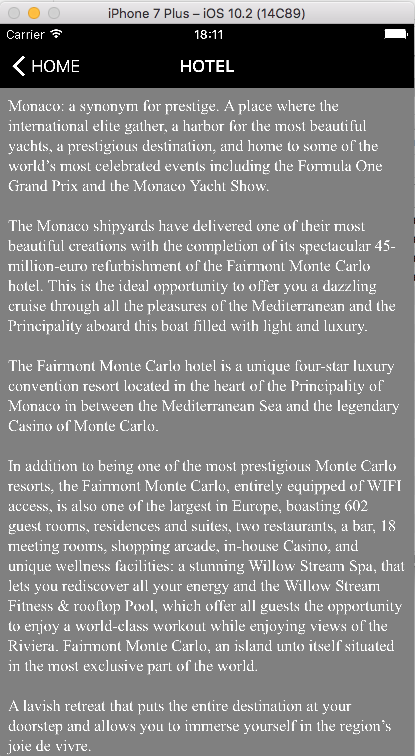 iPhone 7 Plus – iOS 10.2 (14C89)
Carrier 18:11
HOME HOTEL
Monaco: a synonym for prestige. A place where the
international elite gather, a harbor for the most beautiful
yachts, a prestigious destination, and home to some of the
world's most celebrated events including the Formula One
Grand Prix and the Monaco Yacht Show.
The Monaco shipyards have delivered one of their most
beautiful creations with the completion of its spectacular 45-
million-euro refurbishment of the Fairmont Monte Carlo
hotel. This is the ideal opportunity to offer you a dazzling
cruise through all the pleasures of the Mediterranean and the
Principality aboard this boat filled with light and luxury.
The Fairmont Monte Carlo hotel is a unique four-star luxury
convention resort located in the heart of the Principality of
Monaco in between the Mediterranean Sea and the legendary
Casino of Monte Carlo.
In addition to being one of the most prestigious Monte Carlo
resorts, the Fairmont Monte Carlo, entirely equipped of WIFI
access, is also one of the largest in Europe, boasting 602
guest rooms, residences and suites, two restaurants, a bar, 18
meeting rooms, shopping arcade, in-house Casino, and
unique wellness facilities: a stunning Willow Stream Spa, that
lets you rediscover all your energy and the Willow Stream
Fitness & rooftop Pool, which offer all guests the opportunity
to enjoy a world-class workout while enjoying views of the
Riviera. Fairmont Monte Carlo, an island unto itself situated
in the most exclusive part of the world.
A lavish retreat that puts the entire destination at your
doorstep and allows you to immerse yourself in the region's
joie de vivre.